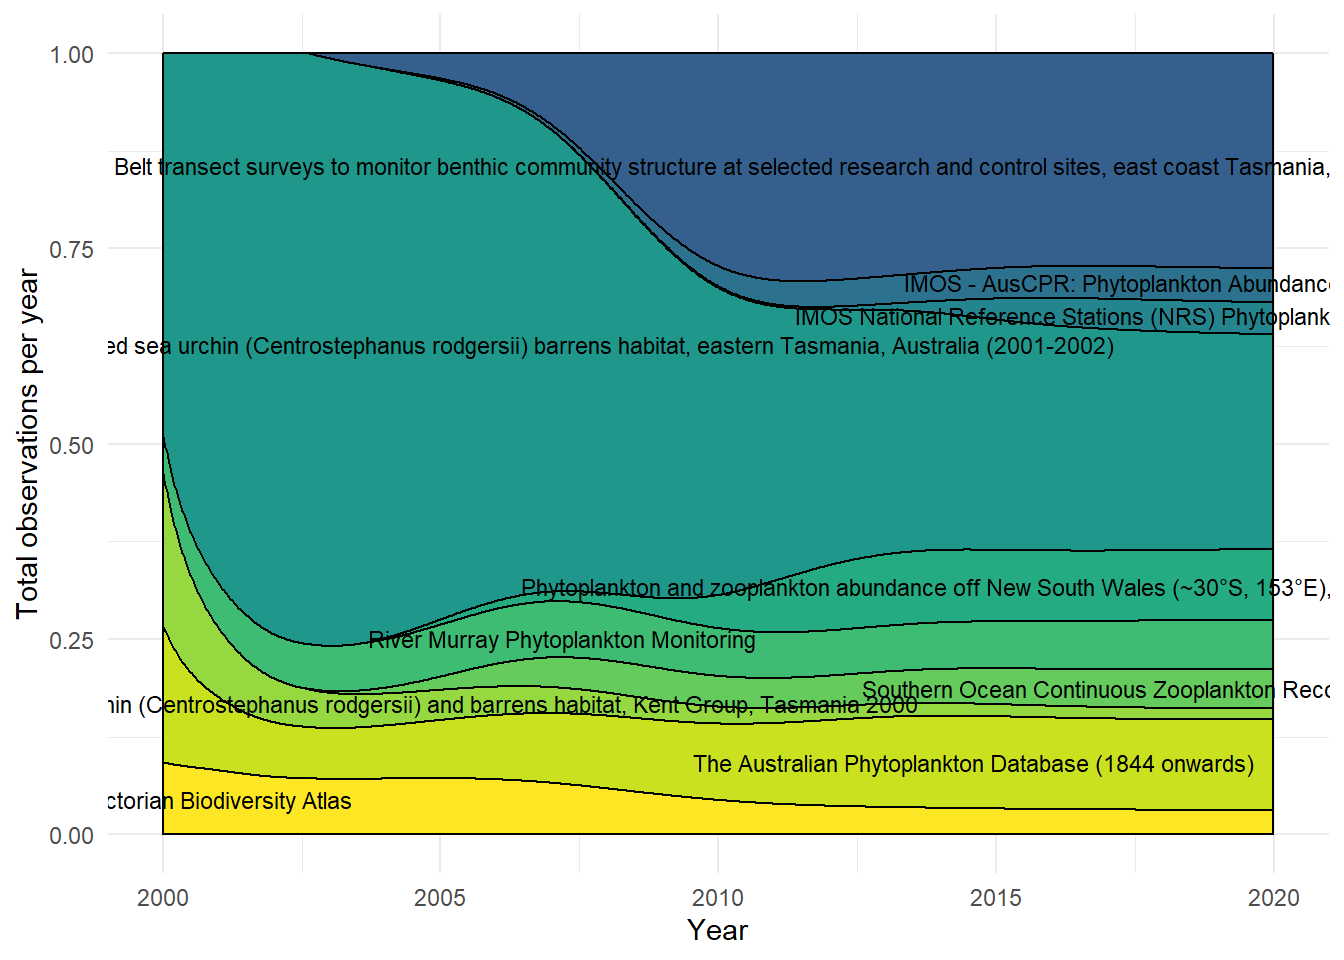 1.00
Belt transect surveys to monitor benthic community structure at selected research and control sites, east coast Tasmania,
0.75
IMOS - AusCPR: Phytoplankton Abundance
IMOS National Reference Stations (NRS) Phytoplank
ed sea urchin (Centrostephanus rodgersii) barrens habitat, eastern Tasmania, Australia (2001-2002)
0.50
Phytoplankton and zooplankton abundance off New South Wales (~30°S, 153°E),
River Murray Phytoplankton Monitoring
0.25
Southern Ocean Continuous Zooplankton Reco
hin (Centrostephanus rodgersii) and barrens habitat, Kent Group, Tasmania 2000
The Australian Phytoplankton Database (1844 onwards)
ctorian Biodiversity Atlas
0.00
Total observations per year
2000 2005 2010 2015 2020
Year